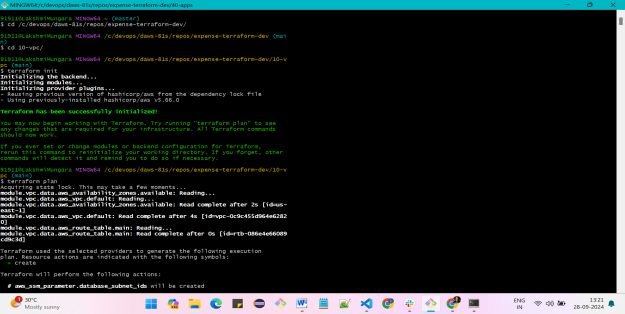 MINGW64:/c/devops/daws-81s/repos/expense-terraform-dev/40-apps
MINGW64 ~ (master)
$ cd /c/devops/daws-81s/repos/expense-terraform-dev/
MINGW64 /c/devops/daws-81s/repos/expense-terraform-dev (mai
n)
$ cd 10-vpc/
MINGW64 /c/devops/daws-81s/repos/expense-terraform-dev/10-v
pc (main)
$ terraform init
Initializing the backend...
Initializing modules...
Initializing provider plugins...
- Reusing previous version of hashicorp/aws from the dependency lock file
- Using previously-installed hashicorp/aws v5.66.0
Terraform has been successfully initialized!
You may now begin working with Terraform. Try running "terraform plan" to see
any changes that are required for your infrastructure. All Terraform commands
should now work.
If you ever set or change modules or backend configuration for Terraform,
rerun this command to reinitialize your working directory. If you forget, other
commands will detect it and remind you to do so if necessary.
MINGW64 /c/devops/daws-81s/repos/expense-terraform-dev/10-v
pc (main)
$ terraform plan
Acquiring state lock. This may take a few moments...
module.vpc.data.aws_availability_zones.available: Reading...
module.vpc.data.aws_vpc.default: Reading...
module.vpc.data.aws_availability_zones.available: Read complete after 2s [id=us-
east-1]
module.vpc.data.aws_vpc.default: Read complete after 4s [id=vpc-0c9c455d964e6282
0]
module.vpc.data.aws_route_table.main: Reading...
module.vpc.data.aws_route_table.main: Read complete after 0s [id=rtb-086e4e66089
cd9c3d]
Terraform used the selected providers to generate the following execution
plan. Resource actions are indicated with the following symbols:
+ create
Terraform will perform the following actions:
# aws_ssm_parameter.database_subnet_ids will be created
30°C
Mostly sunny
ENG
IN
13:21
28-09-2024